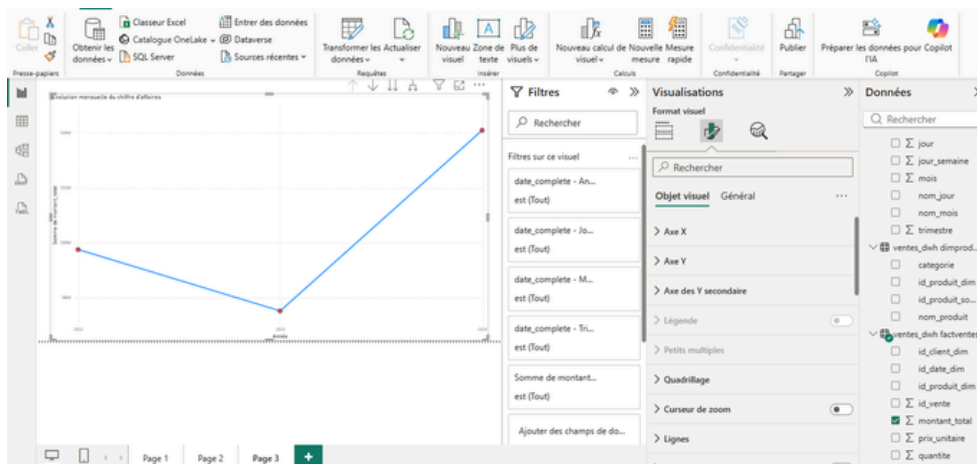 Coller
Obtenir les données
Classeur Excel
Catalogue OneLake
SQL Server
Entrer des données
Dataverse
Sources récentes
Transformer les données
Actualiser
Nouveau visuel
Zone de texte
Plus de visuels
Nouveau calcul de visuel
Nouvelle mesure
Mesure rapide
Confidentialité
Publier
Préparer les données pour Copilot
l'IA
Presse-papiers
Données
Requêtes
Insérer
Calculs
Confidentialité
Partager
Copilot
Evolution mensuelle du chiffre d'affaires
Somme de montant_total
Année
Filtres
Rechercher
Filtres sur ce visuel
date_complete - An...
est (Tout)
date_complete - Jo...
est (Tout)
date_complete - M...
est (Tout)
date_complete - Tri...
est (Tout)
Somme de montant...
est (Tout)
Ajouter des champs de do...
Visualisations
Format visuel
Rechercher
Objet visuel Général
Axe X
Axe Y
Axe des Y secondaire
Légende
Petits multiples
Quadrillage
Curseur de zoom
Lignes
Données
Rechercher
jour
jour_semaine
mois
nom_jour
nom_mois
trimestre
ventes_dwh dimprod...
categorie
id_produit_dim
id_produit_so...
nom_produit
ventes_dwh factventes
id_client_dim
id_date_dim
id_produit_dim
id_vente
montant_total
prix_unitaire
quantite
Page 1 Page 2 Page 3